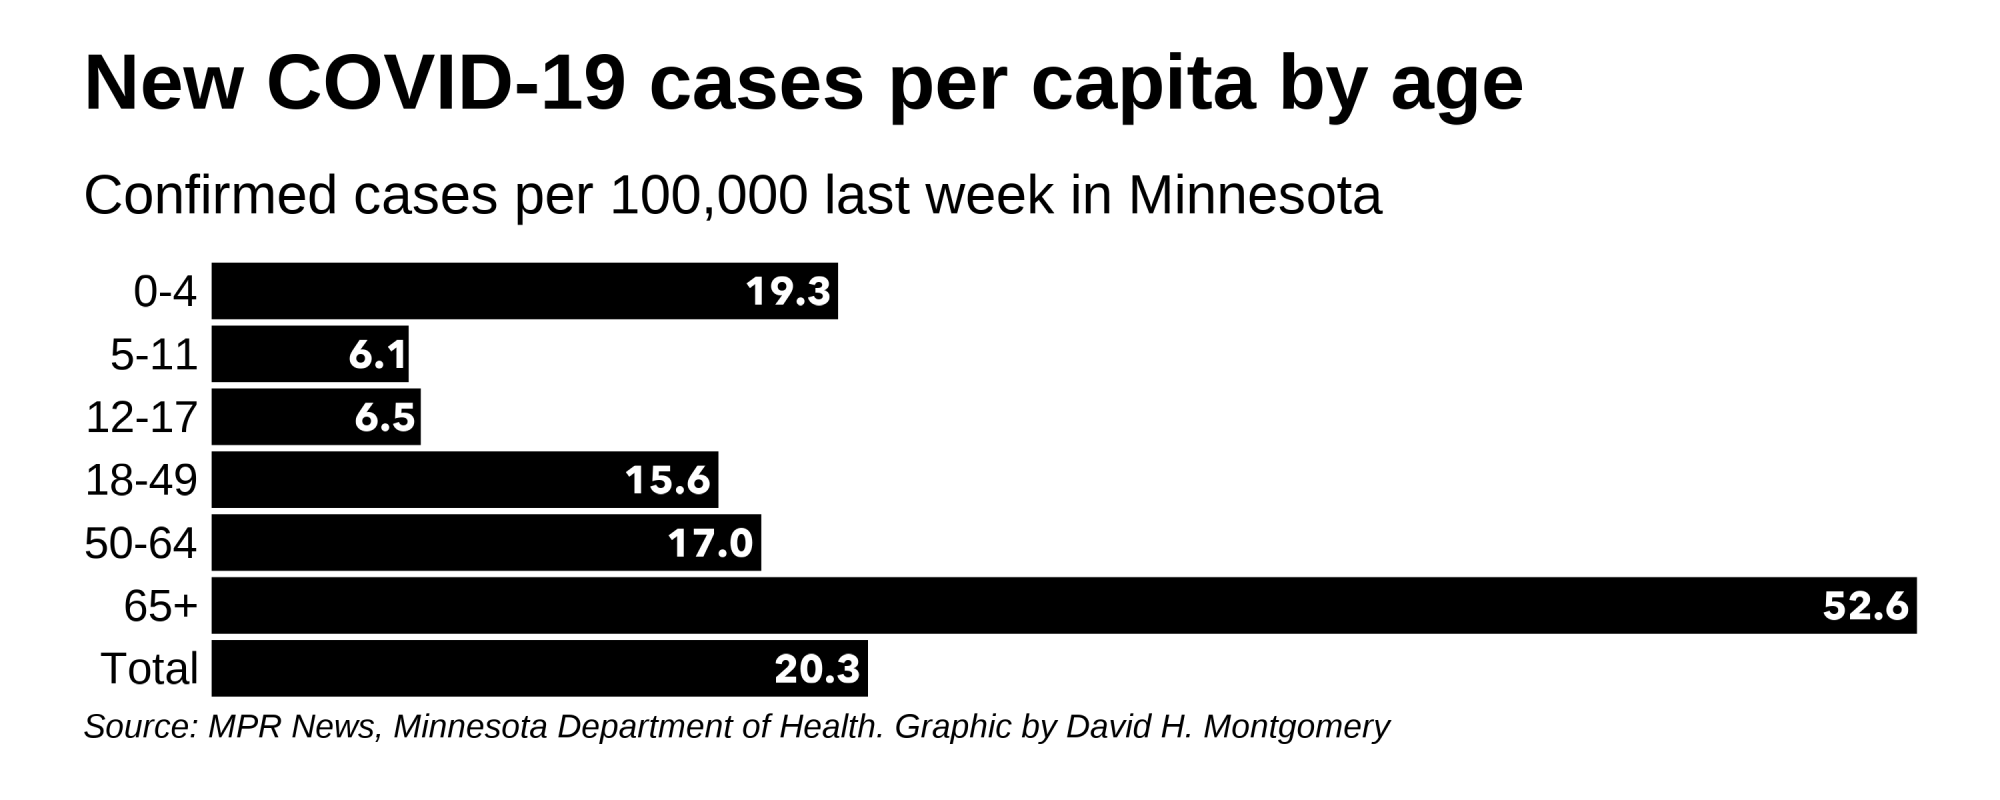 New COVID-19 cases per capita by age
Confirmed cases per 100,000 last week in Minnesota
0-4 19.3
5-11 6.1
12-17 6.5
18-49 15.6
50-64 17.0
65+ 52.6
Total 20.3
Source: MPR News, Minnesota Department of Health. Graphic by David H. Montgomery